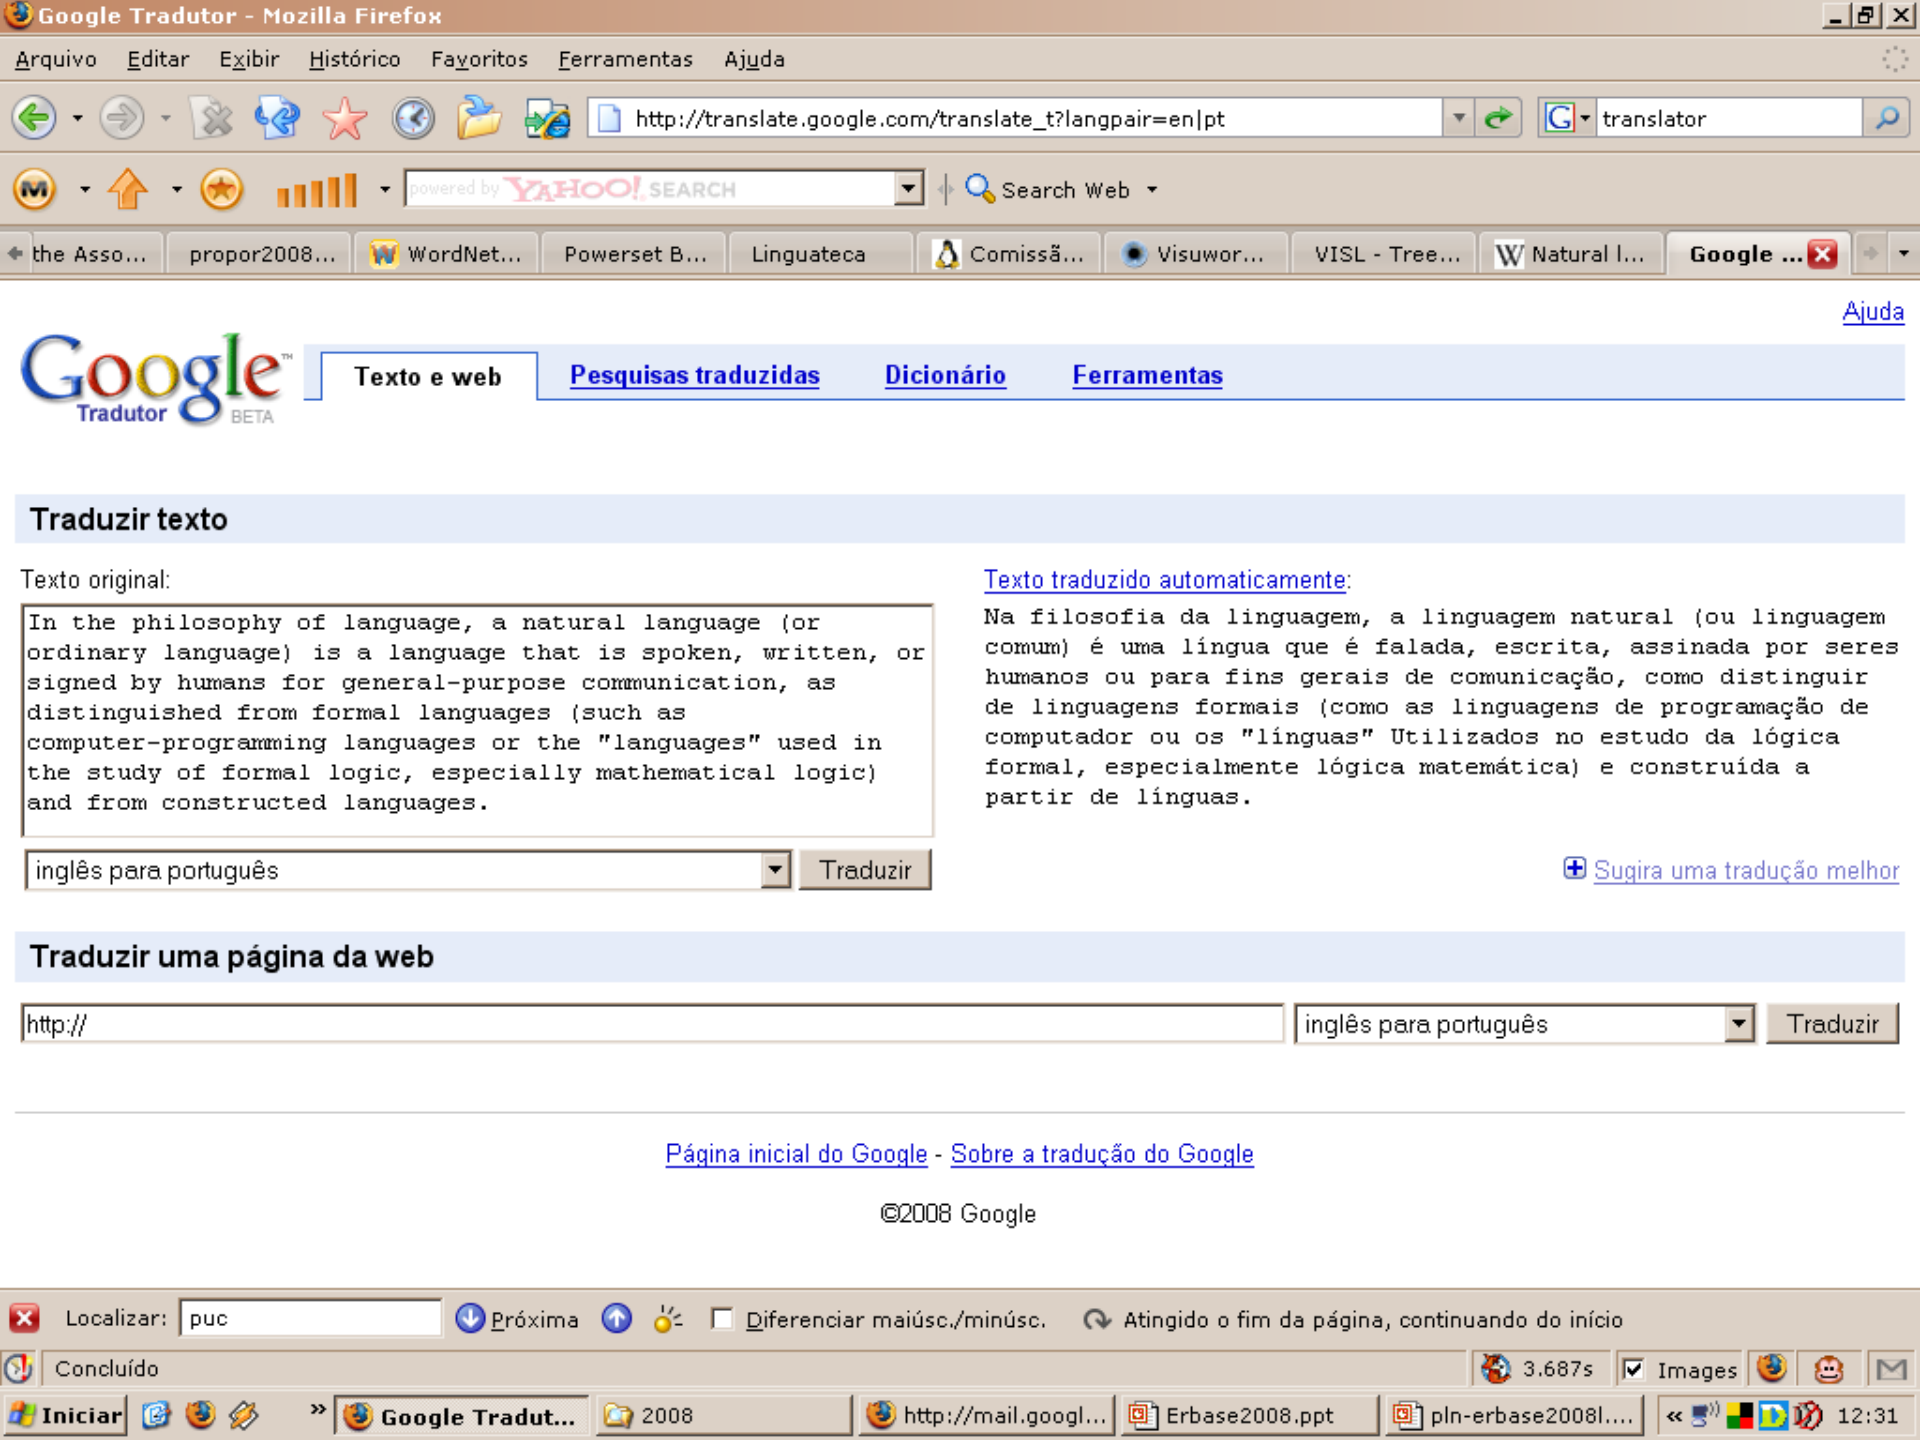 Google Tradutor - Mozilla Firefox
Arquivo Editar Exibir Histórico Favoritos Ferramentas Ajuda
http://translate.google.com/translate_t?langpair=en|pt
G translator
M powered by YAHOO! SEARCH Search Web
the Asso... propor2008... WordNet... Powerset B... Linguateca Comissã... Visuwor... VISL - Tree... W Natural l... Google ...
Ajuda
Google™ Tradutor BETA
Texto e web Pesquisas traduzidas Dicionário Ferramentas
Traduzir texto
Texto original:
In the philosophy of language, a natural language (or
ordinary language) is a language that is spoken, written, or
signed by humans for general-purpose communication, as
distinguished from formal languages (such as
computer-programming languages or the "languages" used in
the study of formal logic, especially mathematical logic)
and from constructed languages.
inglês para português Traduzir
Texto traduzido automaticamente:
Na filosofia da linguagem, a linguagem natural (ou linguagem
comum) é uma língua que é falada, escrita, assinada por seres
humanos ou para fins gerais de comunicação, como distinguir
de linguagens formais (como as linguagens de programação de
computador ou os "línguas" Utilizados no estudo da lógica
formal, especialmente lógica matemática) e construída a
partir de línguas.
Sugira uma tradução melhor
Traduzir uma página da web
http:// inglês para português Traduzir
Página inicial do Google - Sobre a tradução do Google
©2008 Google
Localizar: puc Próxima Diferenciar maiúsc./minúsc. Atingido o fim da página, continuando do início
Concluído 3.687s Images
Iniciar » Google Tradut... 2008 http://mail.googl... Erbase2008.ppt pln-erbase2008l.... « 12:31